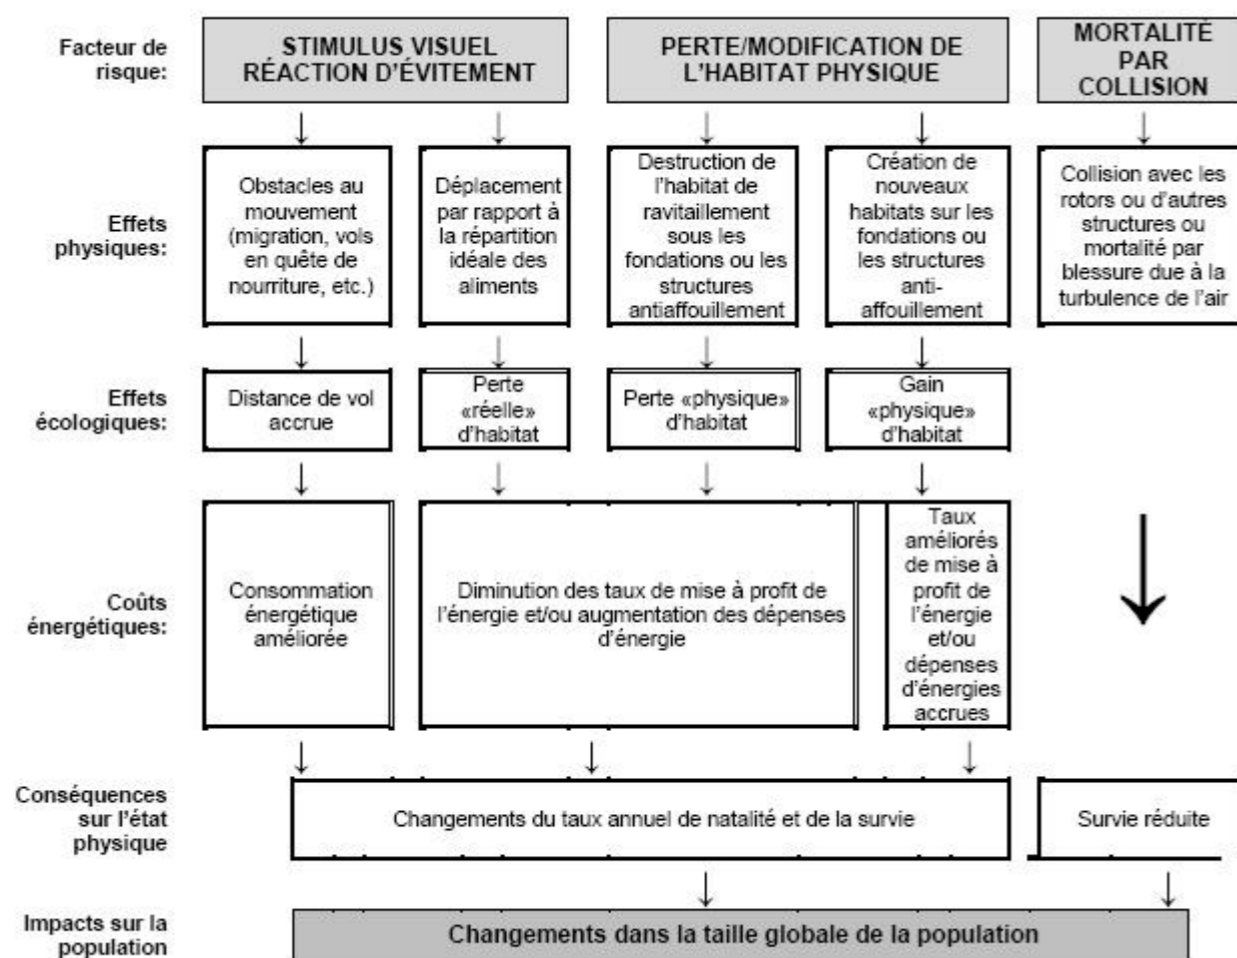 Facteur de
risque:
STIMULUS VISUEL
RÉACTION D'ÉVITEMENT
PERTE/MODIFICATION DE
L'HABITAT PHYSIQUE
MORTALITÉ
PAR
COLLISION
Effets
physiques:
Obstacles au
mouvement
(migration, vols
en quête de
nourriture, etc.)
Déplacement
par rapport à
la répartition
idéale des
aliments
Destruction de
l'habitat de
ravitaillement
sous les
fondations ou les
structures
antiaffouillement
Création de
nouveaux
habitats sur les
fondations ou
les structures
anti-
affouillement
Collision avec les
rotors ou d'autres
structures ou
mortalité par
blessure due à la
turbulence de l'air
Effets
écologiques:
Distance de vol
accrue
Perte
«réelle»
d'habitat
Perte «physique»
d'habitat
Gain
«physique»
d'habitat
Coûts
énergétiques:
Consommation
énergétique
améliorée
Diminution des taux de mise à profit de
l'énergie et/ou augmentation des dépenses
d'énergie
Taux
améliorés
de mise à
profit de
l'énergie
et/ou
dépenses
d'énergies
accrues
Conséquences
sur l'état
physique
Changements du taux annuel de natalité et de la survie
Survie réduite
Impacts sur la
population
Changements dans la taille globale de la population